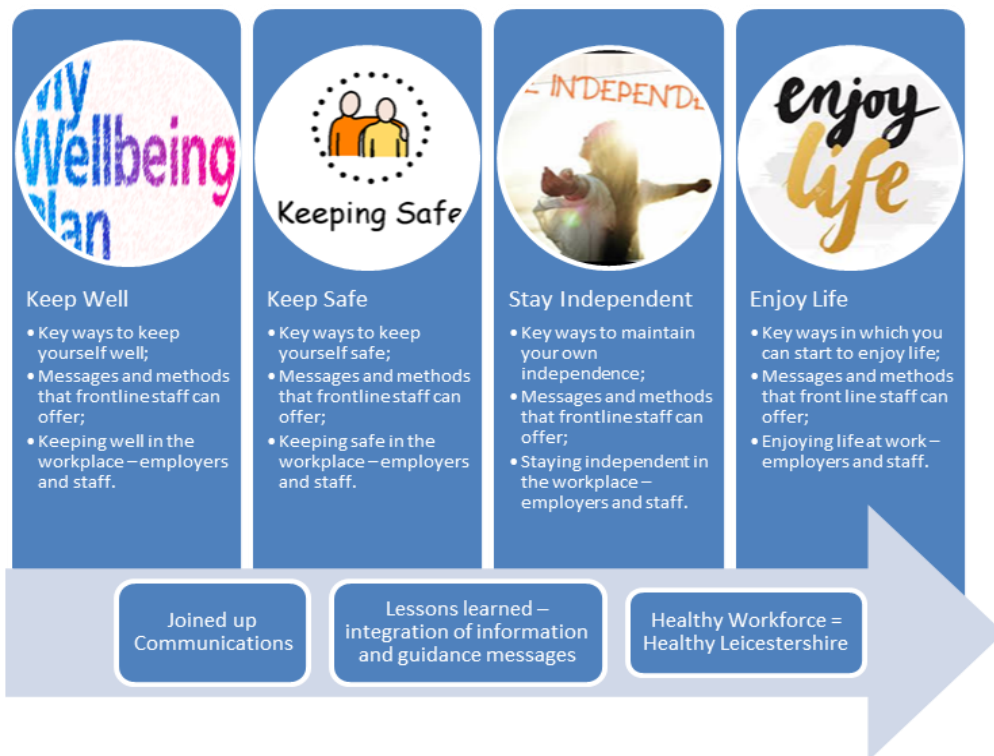 My
Wellbeing
Plan
Keep Well
• Key ways to keep
yourself well;
• Messages and methods
that frontline staff can
offer;
• Keeping well in the
workplace – employers
and staff.
Keeping Safe
Keep Safe
• Key ways to keep
yourself safe;
• Messages and methods
that frontline staff can
offer;
• Keeping safe in the
workplace – employers
and staff.
E INDEPENDE
Stay Independent
• Key ways to maintain
your own
independence;
• Messages and methods
that frontline staff can
offer;
• Staying independent in
the workplace –
employers and staff.
enjoy
life
Enjoy Life
• Key ways in which you
can start to enjoy life;
• Messages and methods
that front line staff can
offer;
• Enjoying life at work –
employers and staff.
Joined up
Communications
Lessons learned –
integration of information
and guidance messages
Healthy Workforce =
Healthy Leicestershire